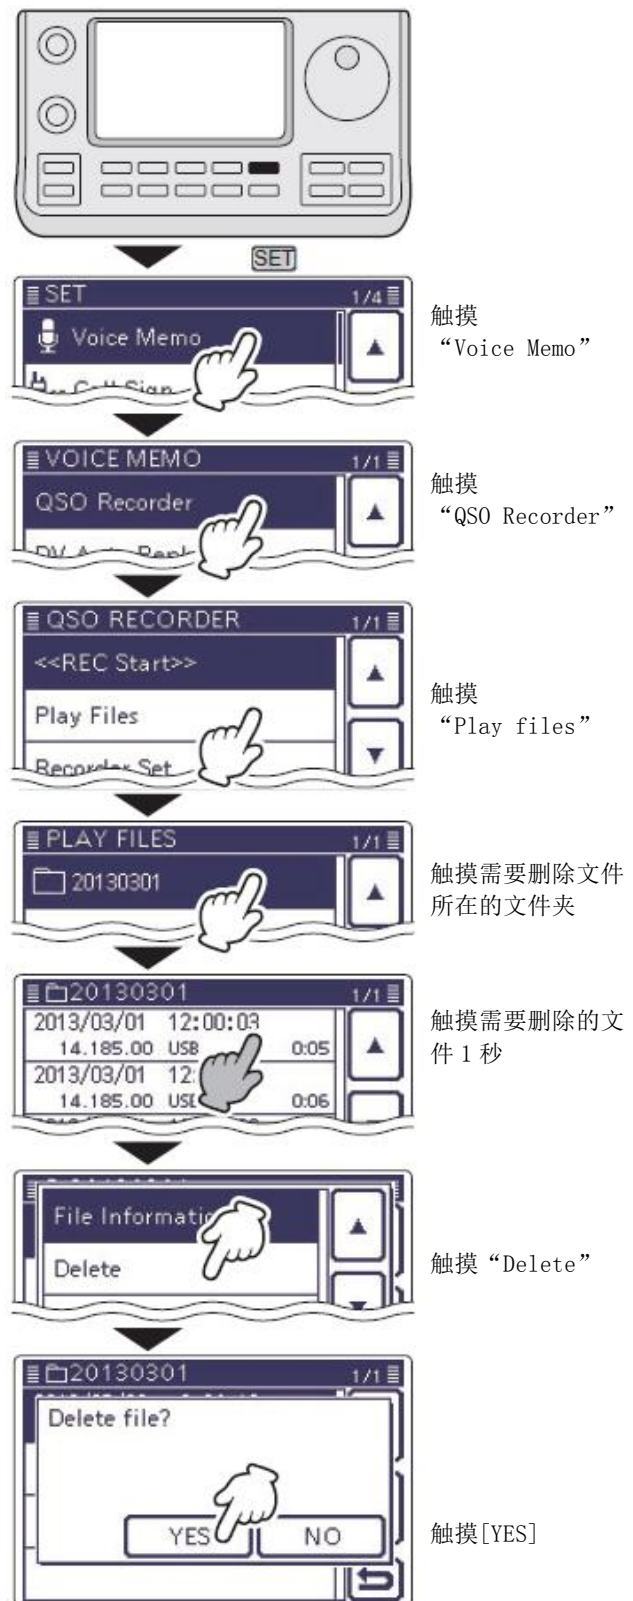 SET
SET 1/4
Voice Memo
触摸
“Voice Memo”
VOICE MEMO 1/1
QSO Recorder
触摸
“QSO Recorder”
QSO RECORDER 1/1
<<REC Start>>
Play Files
Recorder Set
触摸
“Play files”
PLAY FILES 1/1
20130301
触摸需要删除文件
所在的文件夹
20130301 1/1
2013/03/01 12:00:03
14.185.00 USB 0:05
2013/03/01 12:
14.185.00 USB 0:06
触摸需要删除的文
件 1 秒
File Informatio
Delete
触摸“Delete”
20130301 1/1
Delete file?
YES NO
触摸[YES]